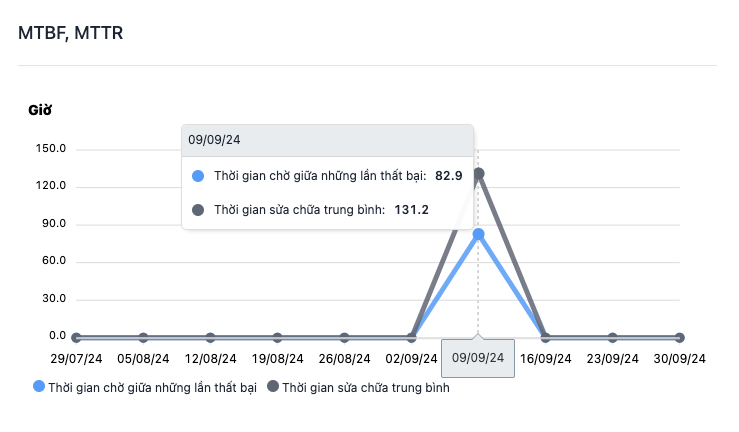 MTBF, MTTR
Giờ
09/09/24
Thời gian chờ giữa những lần thất bại: 82.9
Thời gian sửa chữa trung bình: 131.2
150.0
120.0
90.0
60.0
30.0
0.0
29/07/24 05/08/24 12/08/24 19/08/24 26/08/24 02/09/24 09/09/24 16/09/24 23/09/24 30/09/24
Thời gian chờ giữa những lần thất bại Thời gian sửa chữa trung bình